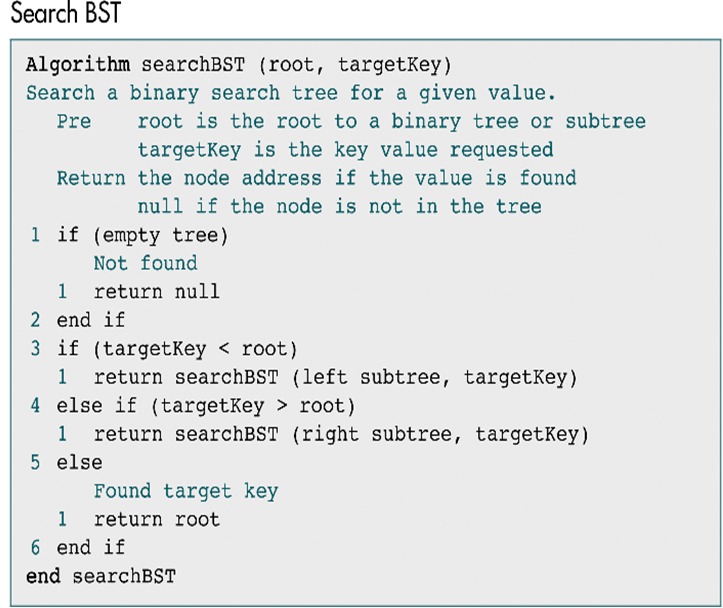 Search BST
Algorithm searchBST (root, targetKey)
Search a binary search tree for a given value.
Pre root is the root to a binary tree or subtree
targetKey is the key value requested
Return the node address if the value is found
null if the node is not in the tree
1 if (empty tree)
Not found
1 return null
2 end if
3 if (targetKey < root)
1 return searchBST (left subtree, targetKey)
4 else if (targetKey > root)
1 return searchBST (right subtree, targetKey)
5 else
Found target key
1 return root
6 end if
end searchBST